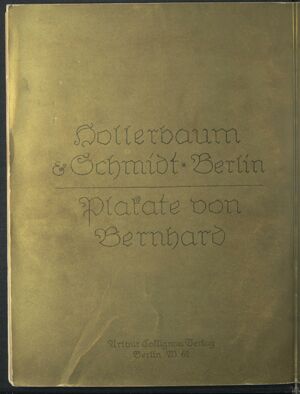 Hollerbaum
& Schmidt * Berlin
Plakate von
Bernhard
Arthur Collignon Verlag
Berlin W. 62